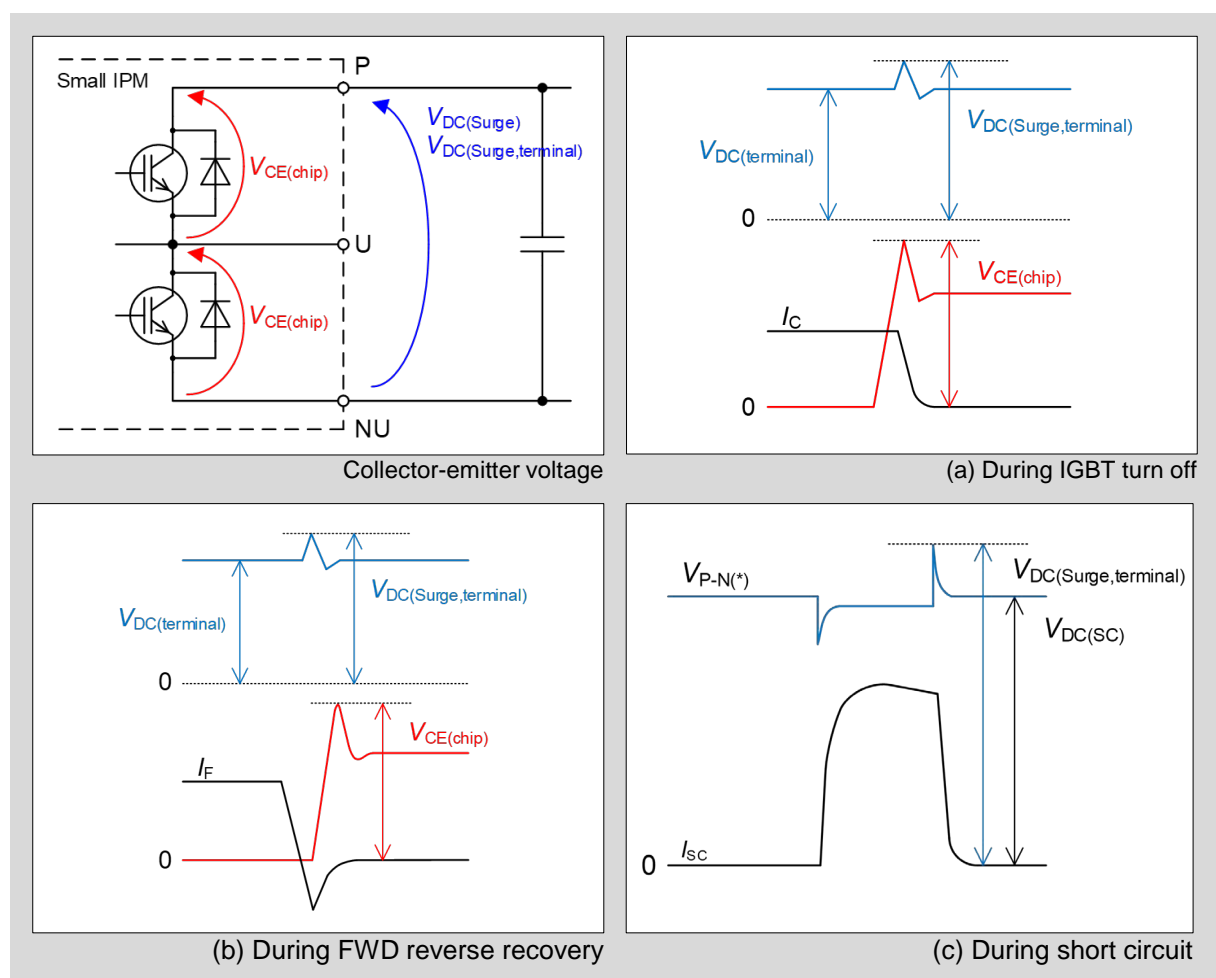 Small IPM
P
VDC(Surge)
VDC(Surge,terminal)
VCE(chip)
U
VCE(chip)
NU
Collector-emitter voltage
VDC(Surge,terminal)
VDC(terminal)
0
VCE(chip)
IC
0
(a) During IGBT turn off
VDC(Surge,terminal)
VDC(terminal)
0
VCE(chip)
IF
0
(b) During FWD reverse recovery
VP-N(*)
VDC(Surge,terminal)
VDC(SC)
ISC
0
(c) During short circuit